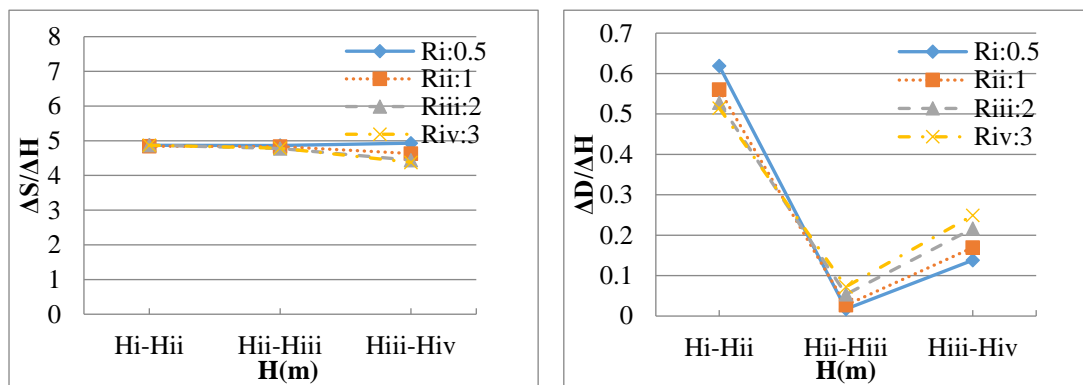 8
7
6
5
4
3
2
1
0
ΔS/ΔH
Ri:0.5
Rii:1
Riii:2
Riv:3
Hi-Hii
Hii-Hiii
Hiii-Hiv
H(m)
0.7
0.6
0.5
0.4
0.3
0.2
0.1
0
ΔD/ΔH
Ri:0.5
Rii:1
Riii:2
Riv:3
Hi-Hii
Hii-Hiii
Hiii-Hiv
H(m)